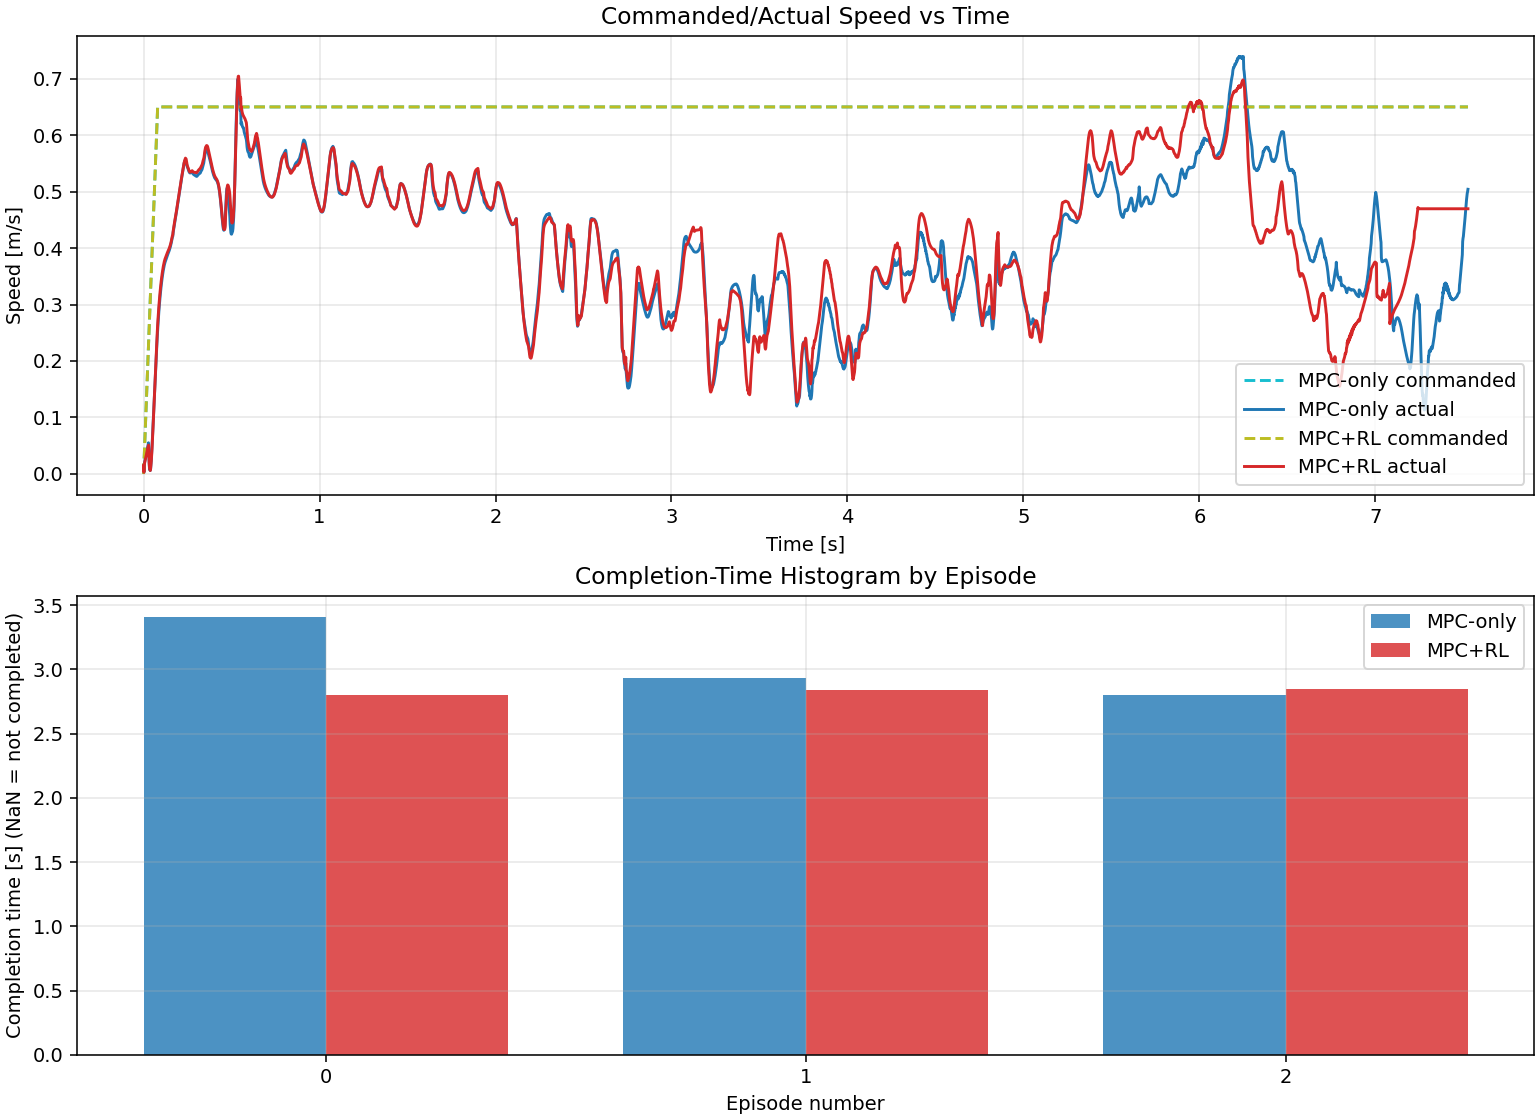 Commanded/Actual Speed vs Time
Speed [m/s]
0.7
0.6
0.5
0.4
0.3
0.2
0.1
0.0
MPC-only commanded
MPC-only actual
MPC+RL commanded
MPC+RL actual
0 1 2 3 4 5 6 7
Time [s]
Completion-Time Histogram by Episode
Completion time [s] (NaN = not completed)
3.5
3.0
2.5
2.0
1.5
1.0
0.5
0.0
MPC-only
MPC+RL
0 1 2
Episode number